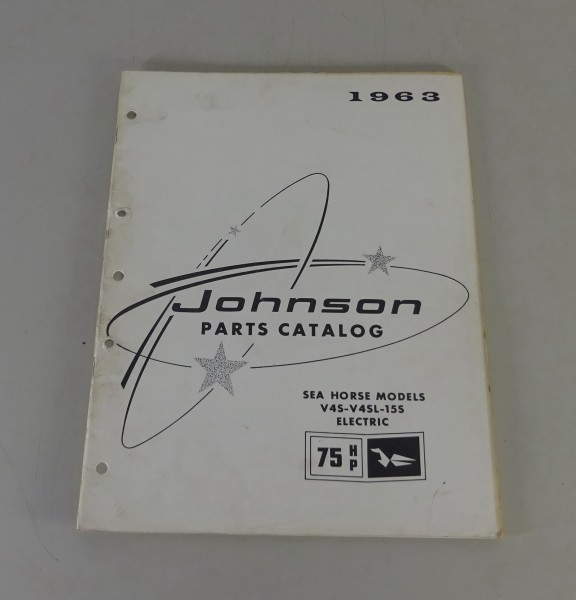 1963
Johnson
PARTS CATALOG
SEA HORSE MODELS
V4S-V4SL-15S
ELECTRIC
75 HP